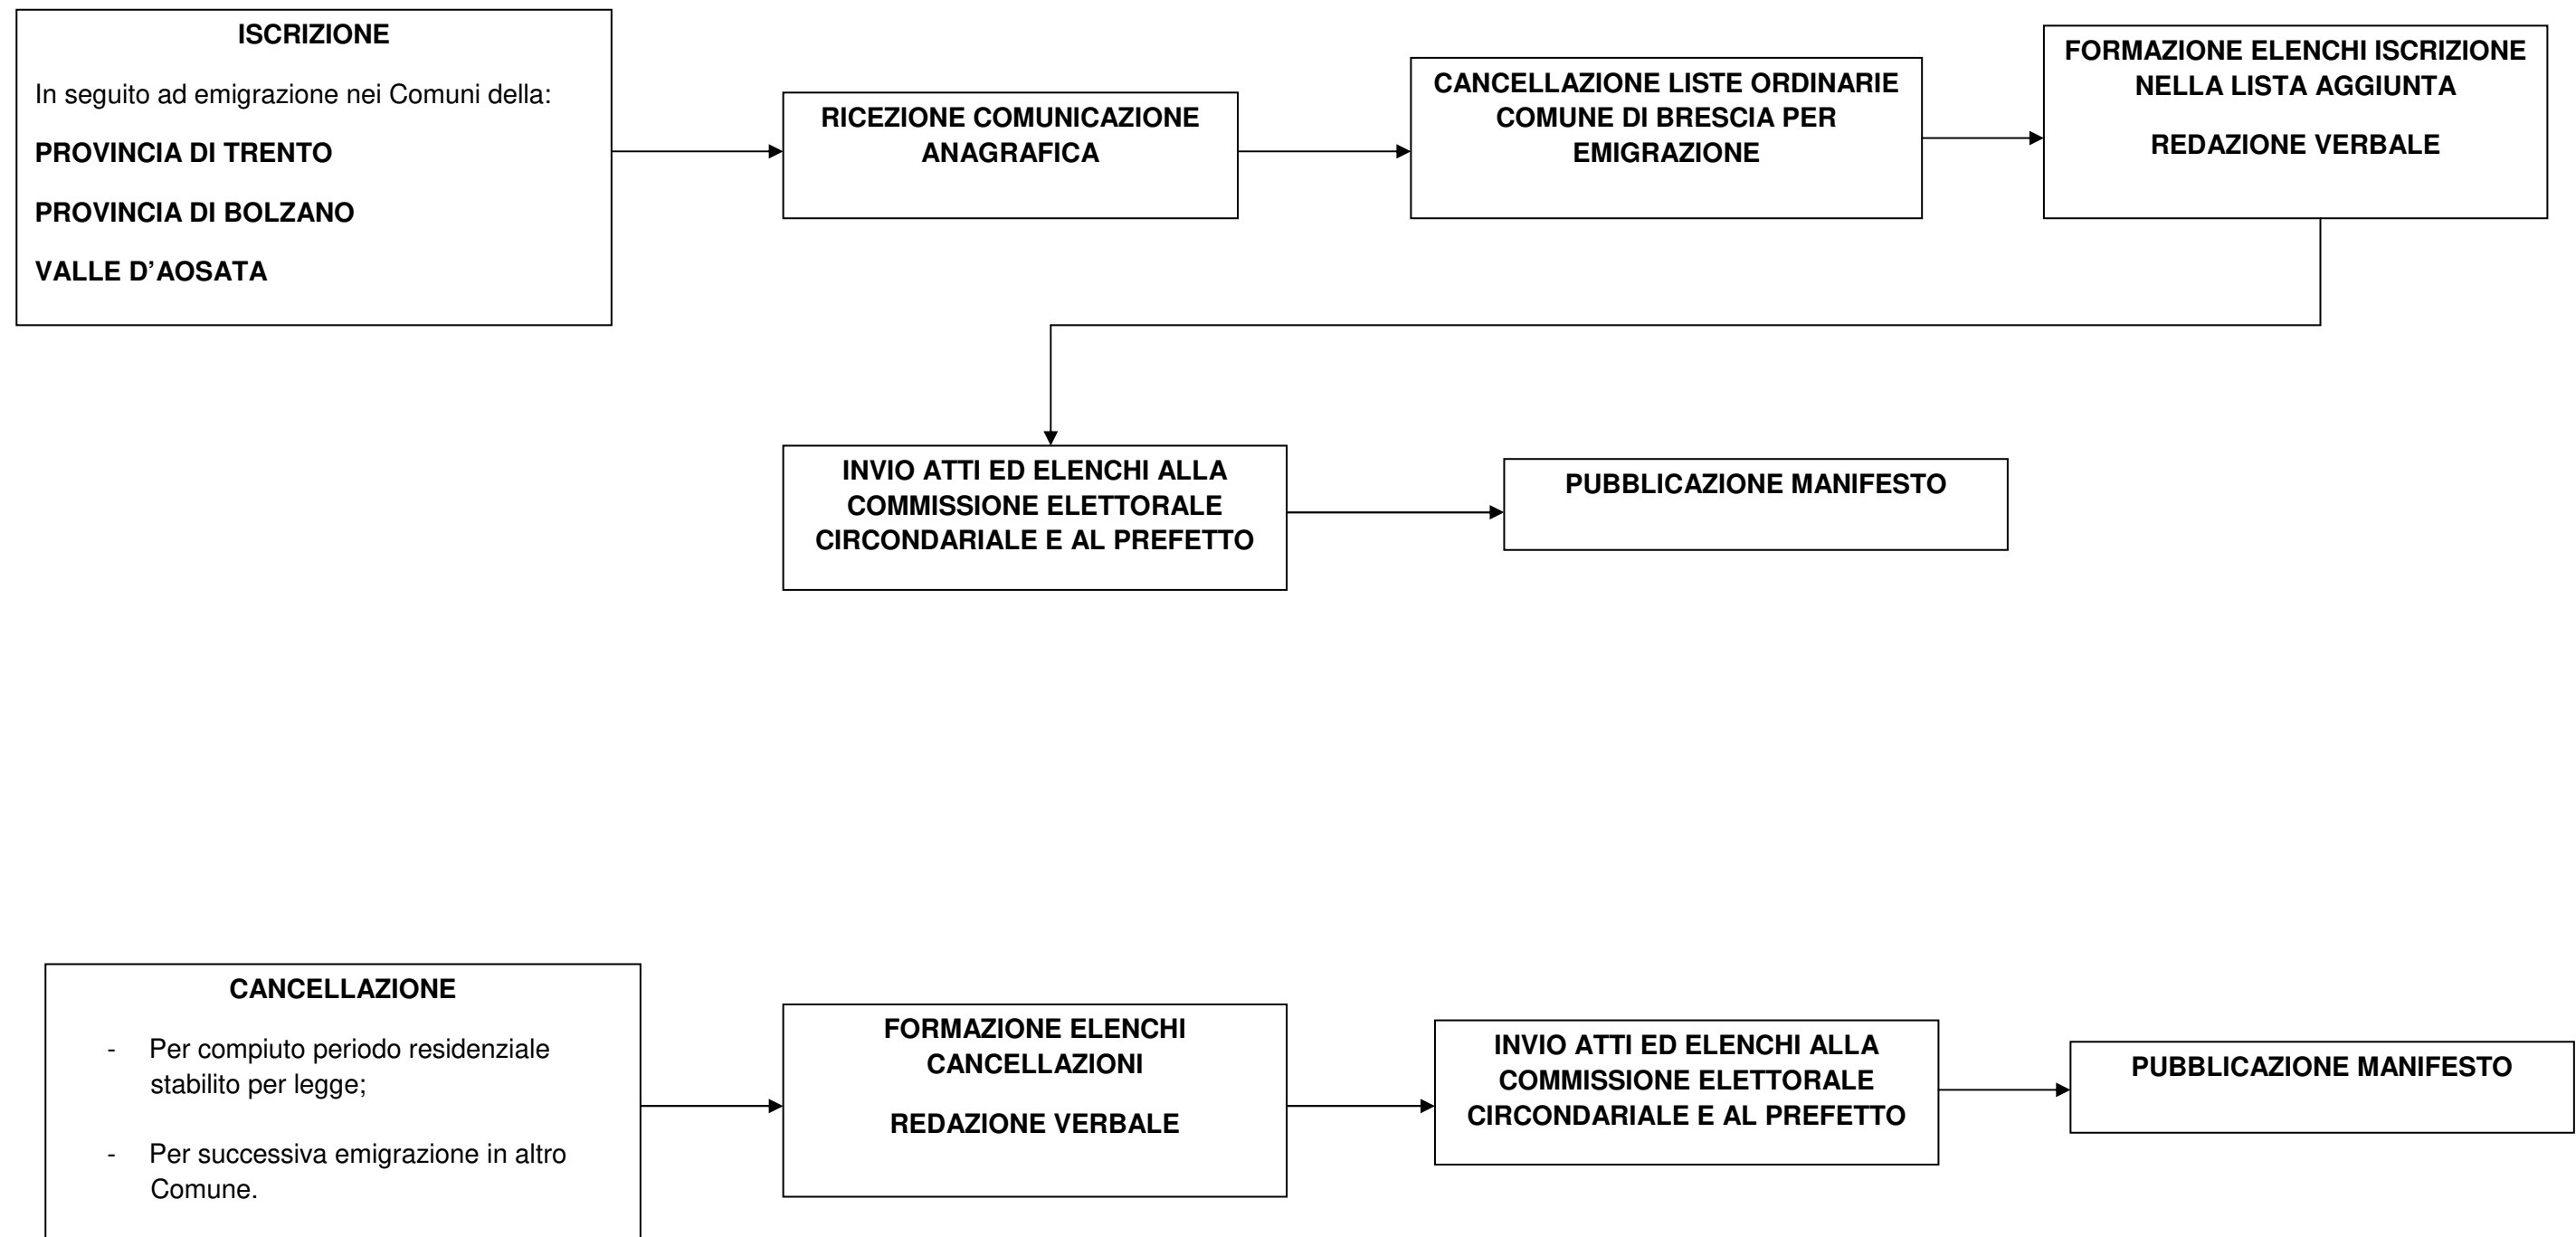 ISCRIZIONE
In seguito ad emigrazione nei Comuni della:
PROVINCIA DI TRENTO
PROVINCIA DI BOLZANO
VALLE D'AOSATA
RICEZIONE COMUNICAZIONE
ANAGRAFICA
CANCELLAZIONE LISTE ORDINARIE
COMUNE DI BRESCIA PER
EMIGRAZIONE
FORMAZIONE ELENCHI ISCRIZIONE
NELLA LISTA AGGIUNTA
REDAZIONE VERBALE
INVIO ATTI ED ELENCHI ALLA
COMMISSIONE ELETTORALE
CIRCONDARIALE E AL PREFETTO
PUBBLICAZIONE MANIFESTO
CANCELLAZIONE
- Per compiuto periodo residenziale
stabilito per legge;
- Per successiva emigrazione in altro
Comune.
FORMAZIONE ELENCHI
CANCELLAZIONI
REDAZIONE VERBALE
INVIO ATTI ED ELENCHI ALLA
COMMISSIONE ELETTORALE
CIRCONDARIALE E AL PREFETTO
PUBBLICAZIONE MANIFESTO